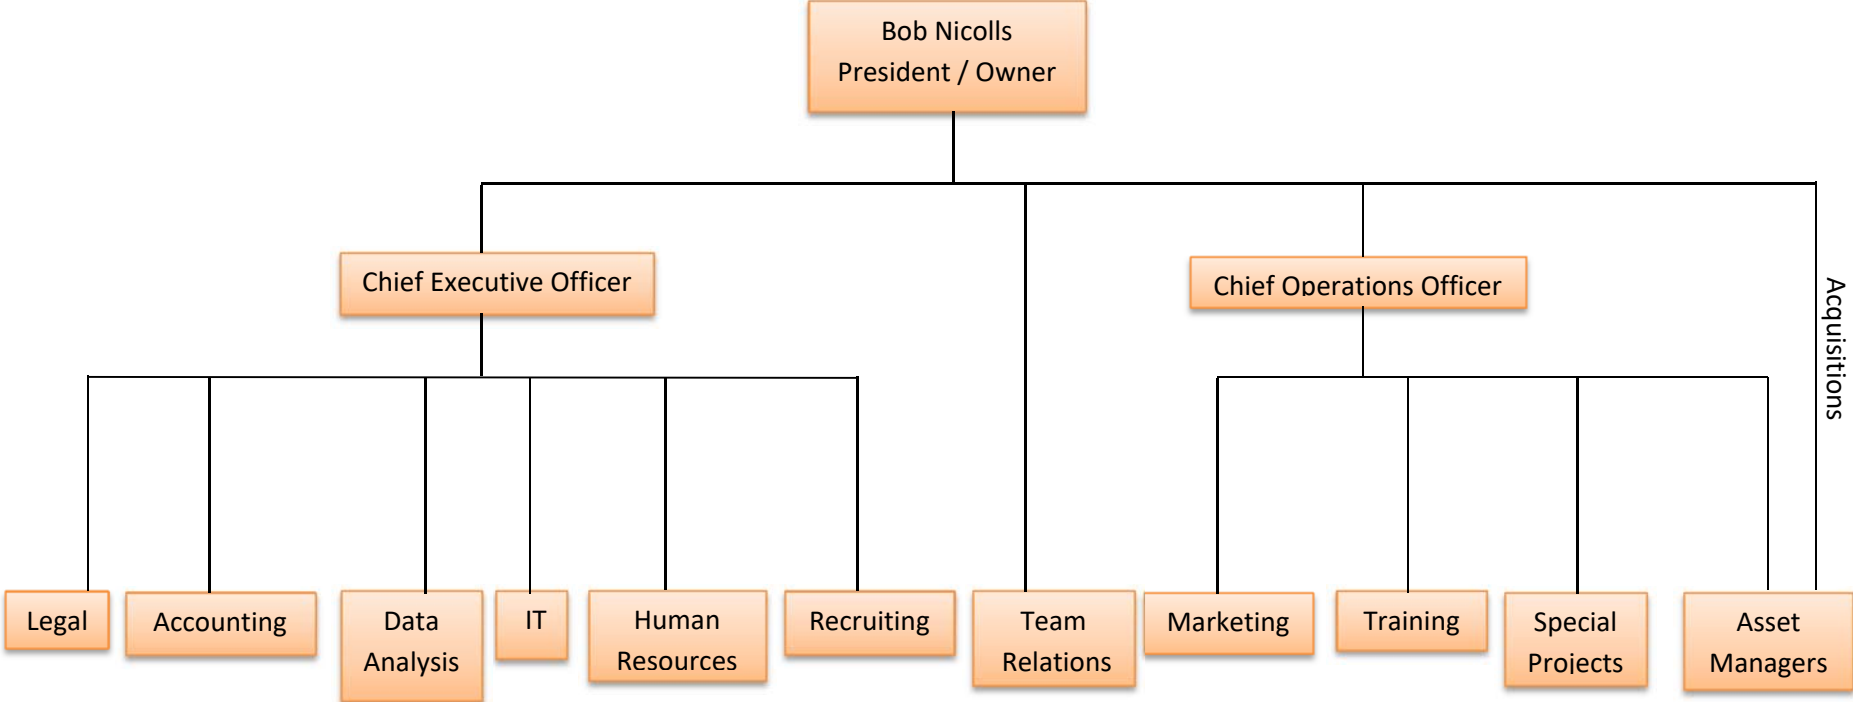 Bob Nicolls
President / Owner
Chief Executive Officer
Chief Operations Officer
Acquisitions
Legal
Accounting
Data
Analysis
IT
Human
Resources
Recruiting
Team
Relations
Marketing
Training
Special
Projects
Asset
Managers